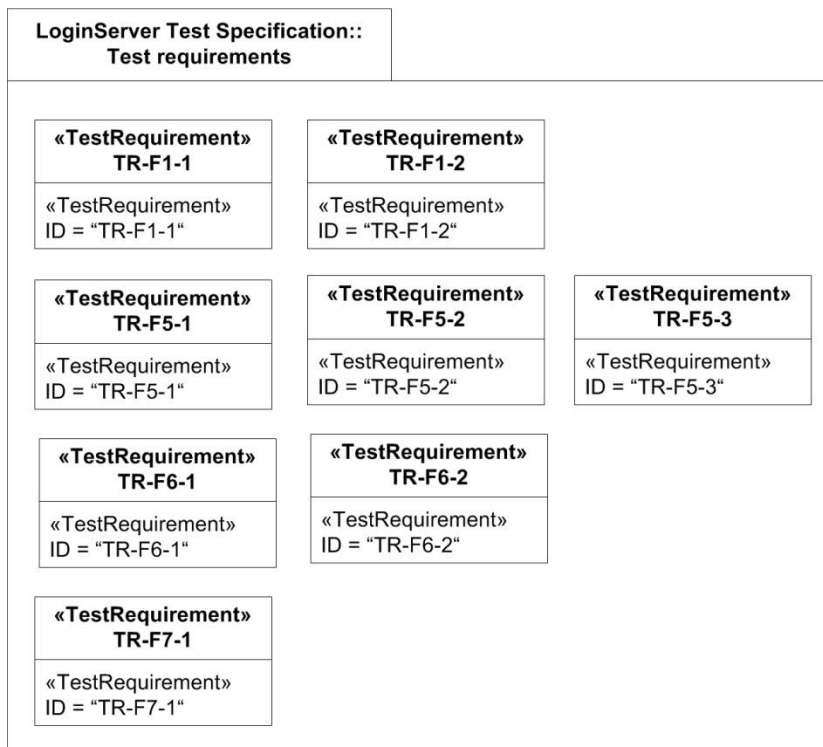 LoginServer Test Specification::
Test requirements
«TestRequirement»
TR-F1-1
«TestRequirement»
ID = “TR-F1-1“
«TestRequirement»
TR-F1-2
«TestRequirement»
ID = “TR-F1-2“
«TestRequirement»
TR-F5-1
«TestRequirement»
ID = “TR-F5-1“
«TestRequirement»
TR-F5-2
«TestRequirement»
ID = “TR-F5-2“
«TestRequirement»
TR-F5-3
«TestRequirement»
ID = “TR-F5-3“
«TestRequirement»
TR-F6-1
«TestRequirement»
ID = “TR-F6-1“
«TestRequirement»
TR-F6-2
«TestRequirement»
ID = “TR-F6-2“
«TestRequirement»
TR-F7-1
«TestRequirement»
ID = “TR-F7-1“